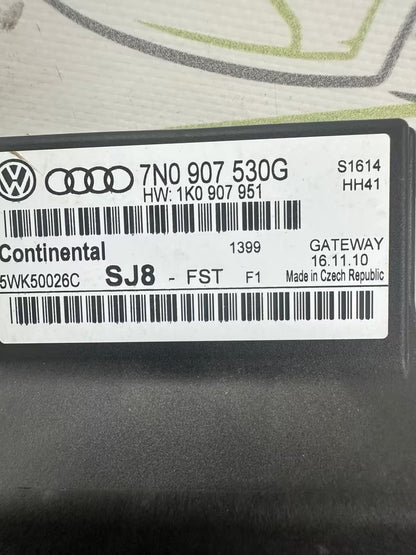 7N0 907 530G
HW: 1K0 907 951
S1614
HH41
Continental 1399 GATEWAY
16.11.10
5WK50026C SJ8 - FST F1 Made in Czech Republic